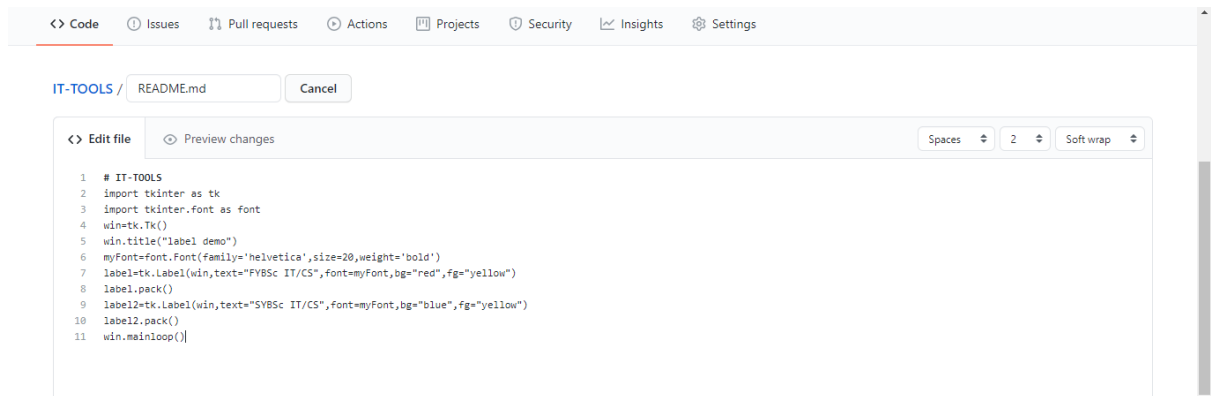 <> Code Issues Pull requests Actions Projects Security Insights Settings
IT-TOOLS / README.md Cancel
<> Edit file Preview changes Spaces 2 Soft wrap
1 # IT-TOOLS
2 import tkinter as tk
3 import tkinter.font as font
4 win=tk.Tk()
5 win.title("label demo")
6 myFont=font.Font(family='helvetica',size=20,weight='bold')
7 label=tk.Label(win,text="FYBSc IT/CS",font=myFont,bg="red",fg="yellow")
8 label.pack()
9 label2=tk.Label(win,text="SYBSc IT/CS",font=myFont,bg="blue",fg="yellow")
10 label2.pack()
11 win.mainloop()